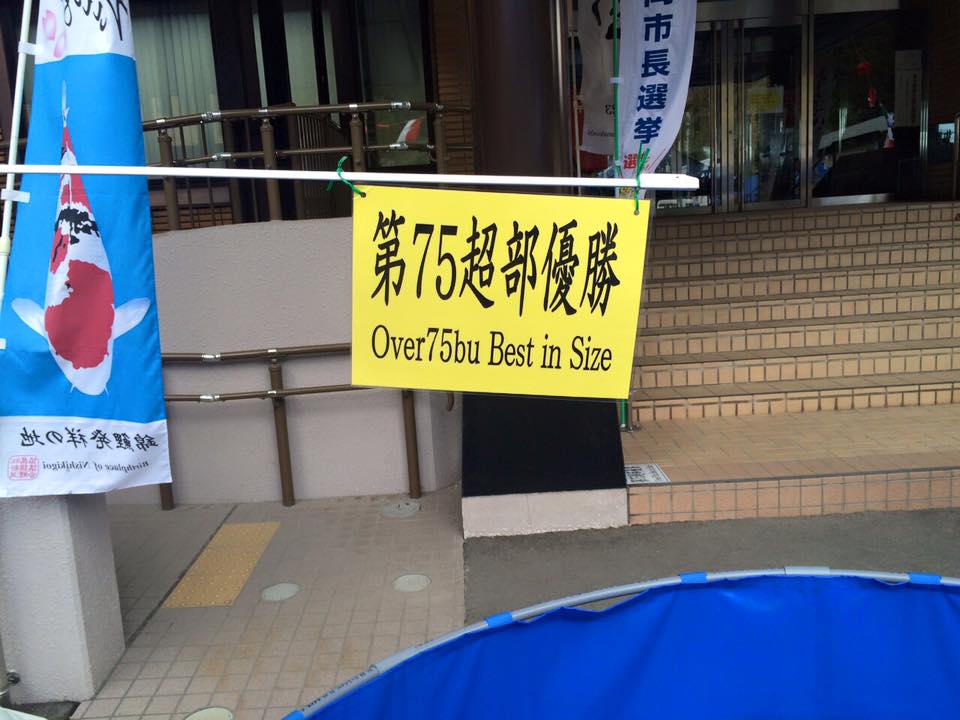 第75超部優勝
Over75bu Best in Size
市長選挙
錦鯉発祥の地
Birthplace of Nishikigoi